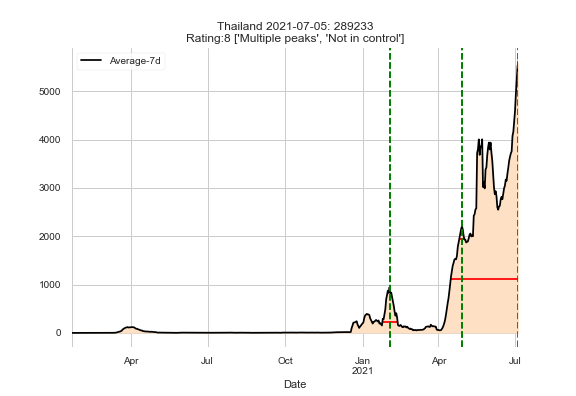 Thailand 2021-07-05: 289233
Rating:8 ['Multiple peaks', 'Not in control']
Average-7d
5000
4000
3000
2000
1000
0
Apr
Jul
Oct
Jan
2021
Apr
Jul
Date